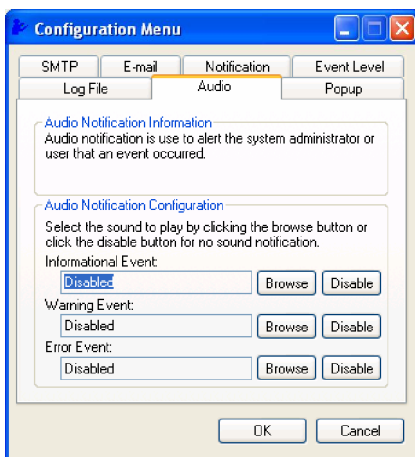 Configuration Menu
SMTP E-mail Notification Event Level
Log File Audio Popup
Audio Notification Information
Audio notification is use to alert the system administrator or
user that an event occurred.
Audio Notification Configuration
Select the sound to play by clicking the browse button or
click the disable button for no sound notification.
Informational Event:
Disabled Browse Disable
Warning Event:
Disabled Browse Disable
Error Event:
Disabled Browse Disable
OK Cancel